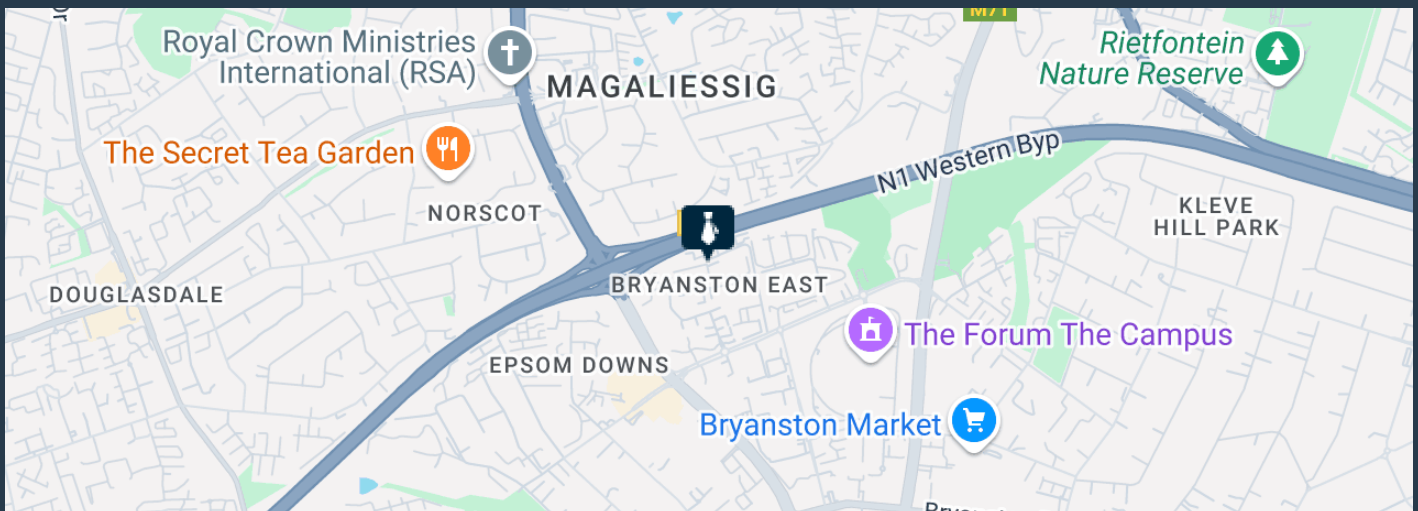 M71
Royal Crown Ministries
International (RSA)
MAGALIESSIG
Rietfontein
Nature Reserve
The Secret Tea Garden
N1 Western Byp
NORSCOT
KLEVE
HILL PARK
BRYANSTON EAST
DOUGLASDALE
The Forum The Campus
EPSOM DOWNS
Bryanston Market